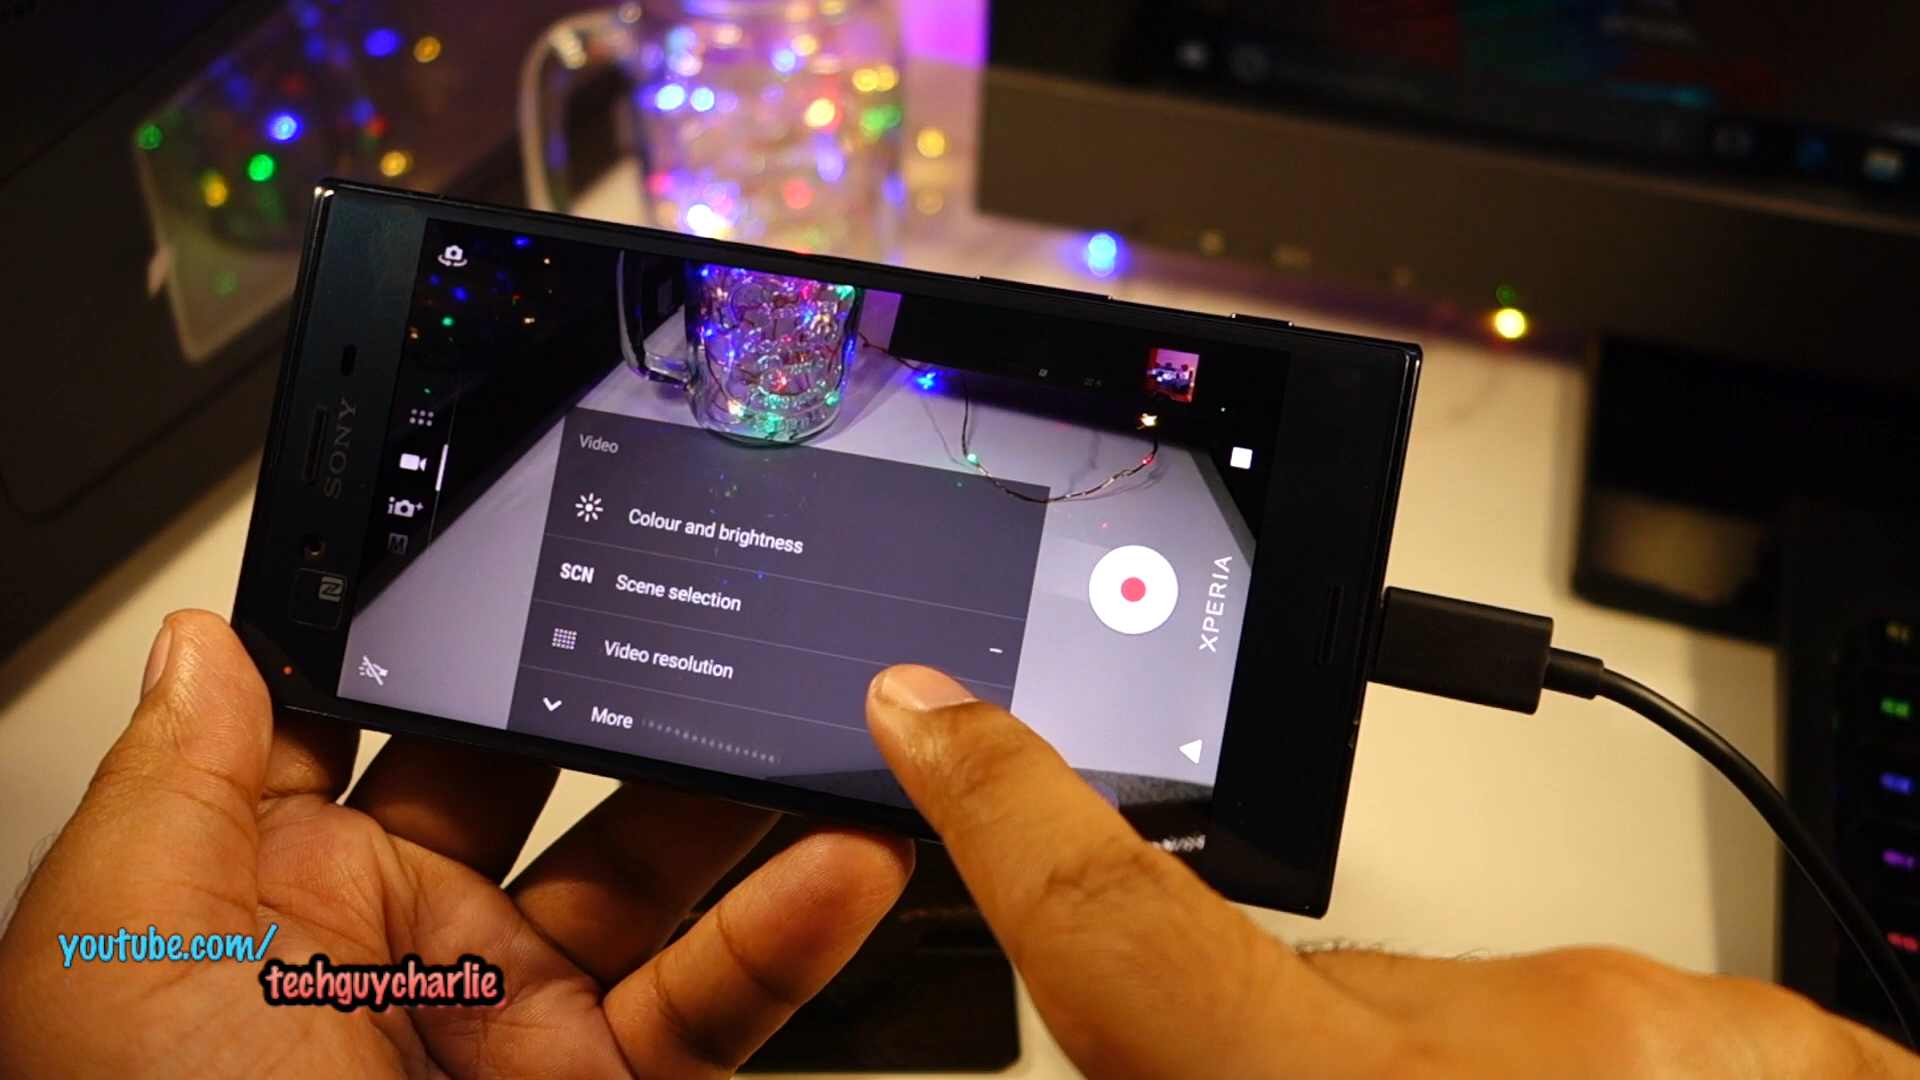 SONY
Video
Colour and brightness
SCN Scene selection
Video resolution
More
XPERIA
youtube.com/
techguycharlie